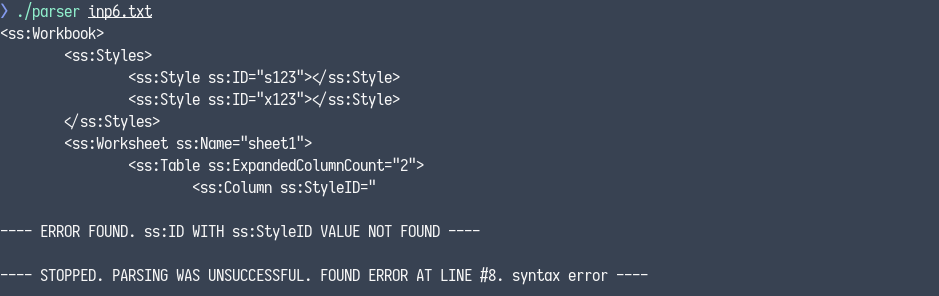 ❯ ./parser inp6.txt
<ss:Workbook>
        <ss:Styles>
                <ss:Style ss:ID="s123"></ss:Style>
                <ss:Style ss:ID="x123"></ss:Style>
        </ss:Styles>
        <ss:Worksheet ss:Name="sheet1">
                <ss:Table ss:ExpandedColumnCount="2">
                        <ss:Column ss:StyleID="

---- ERROR FOUND. ss:ID WITH ss:StyleID VALUE NOT FOUND ----

---- STOPPED. PARSING WAS UNSUCCESSFUL. FOUND ERROR AT LINE #8. syntax error ----